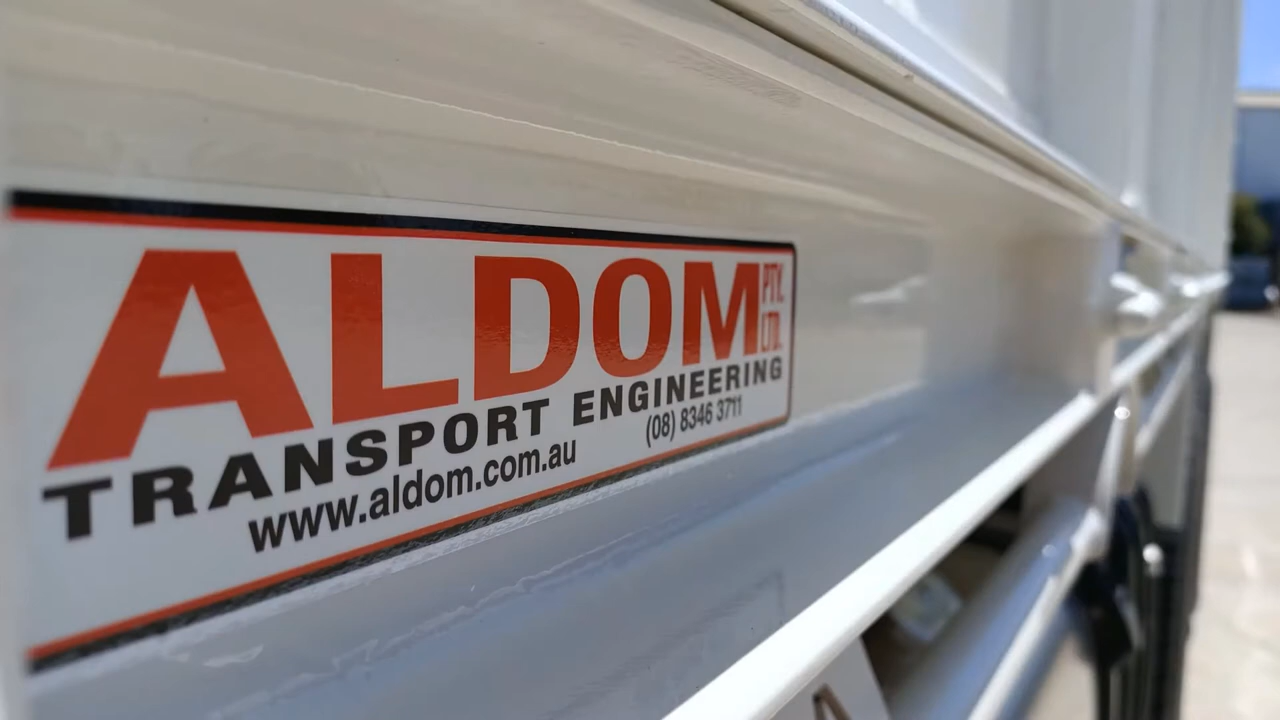 ALDOM PTY. LTD.
TRANSPORT ENGINEERING
www.aldom.com.au
(08) 8346 3711